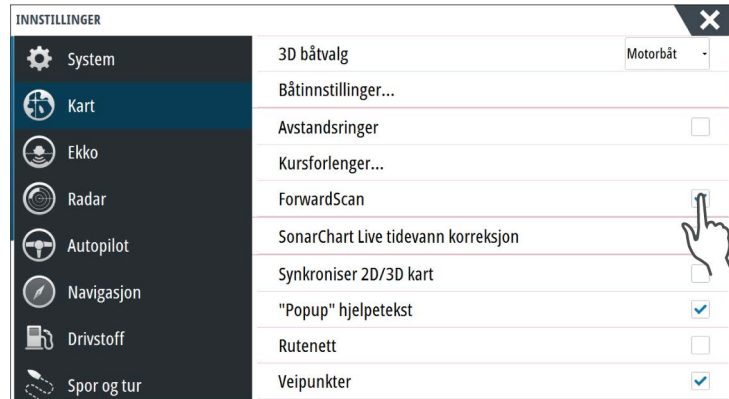 INNSTILLINGER
System
Kart
Ekko
Radar
Autopilot
Navigasjon
Drivstoff
Spor og tur
3D båtvalg
Motorbåt
Båtinnstillinger...
Avstandsringer
Kursforlenger...
ForwardScan
SonarChart Live tidevann korreksjon
Synkroniser 2D/3D kart
"Popup" hjelpetekst
Rutenett
Veipunkter